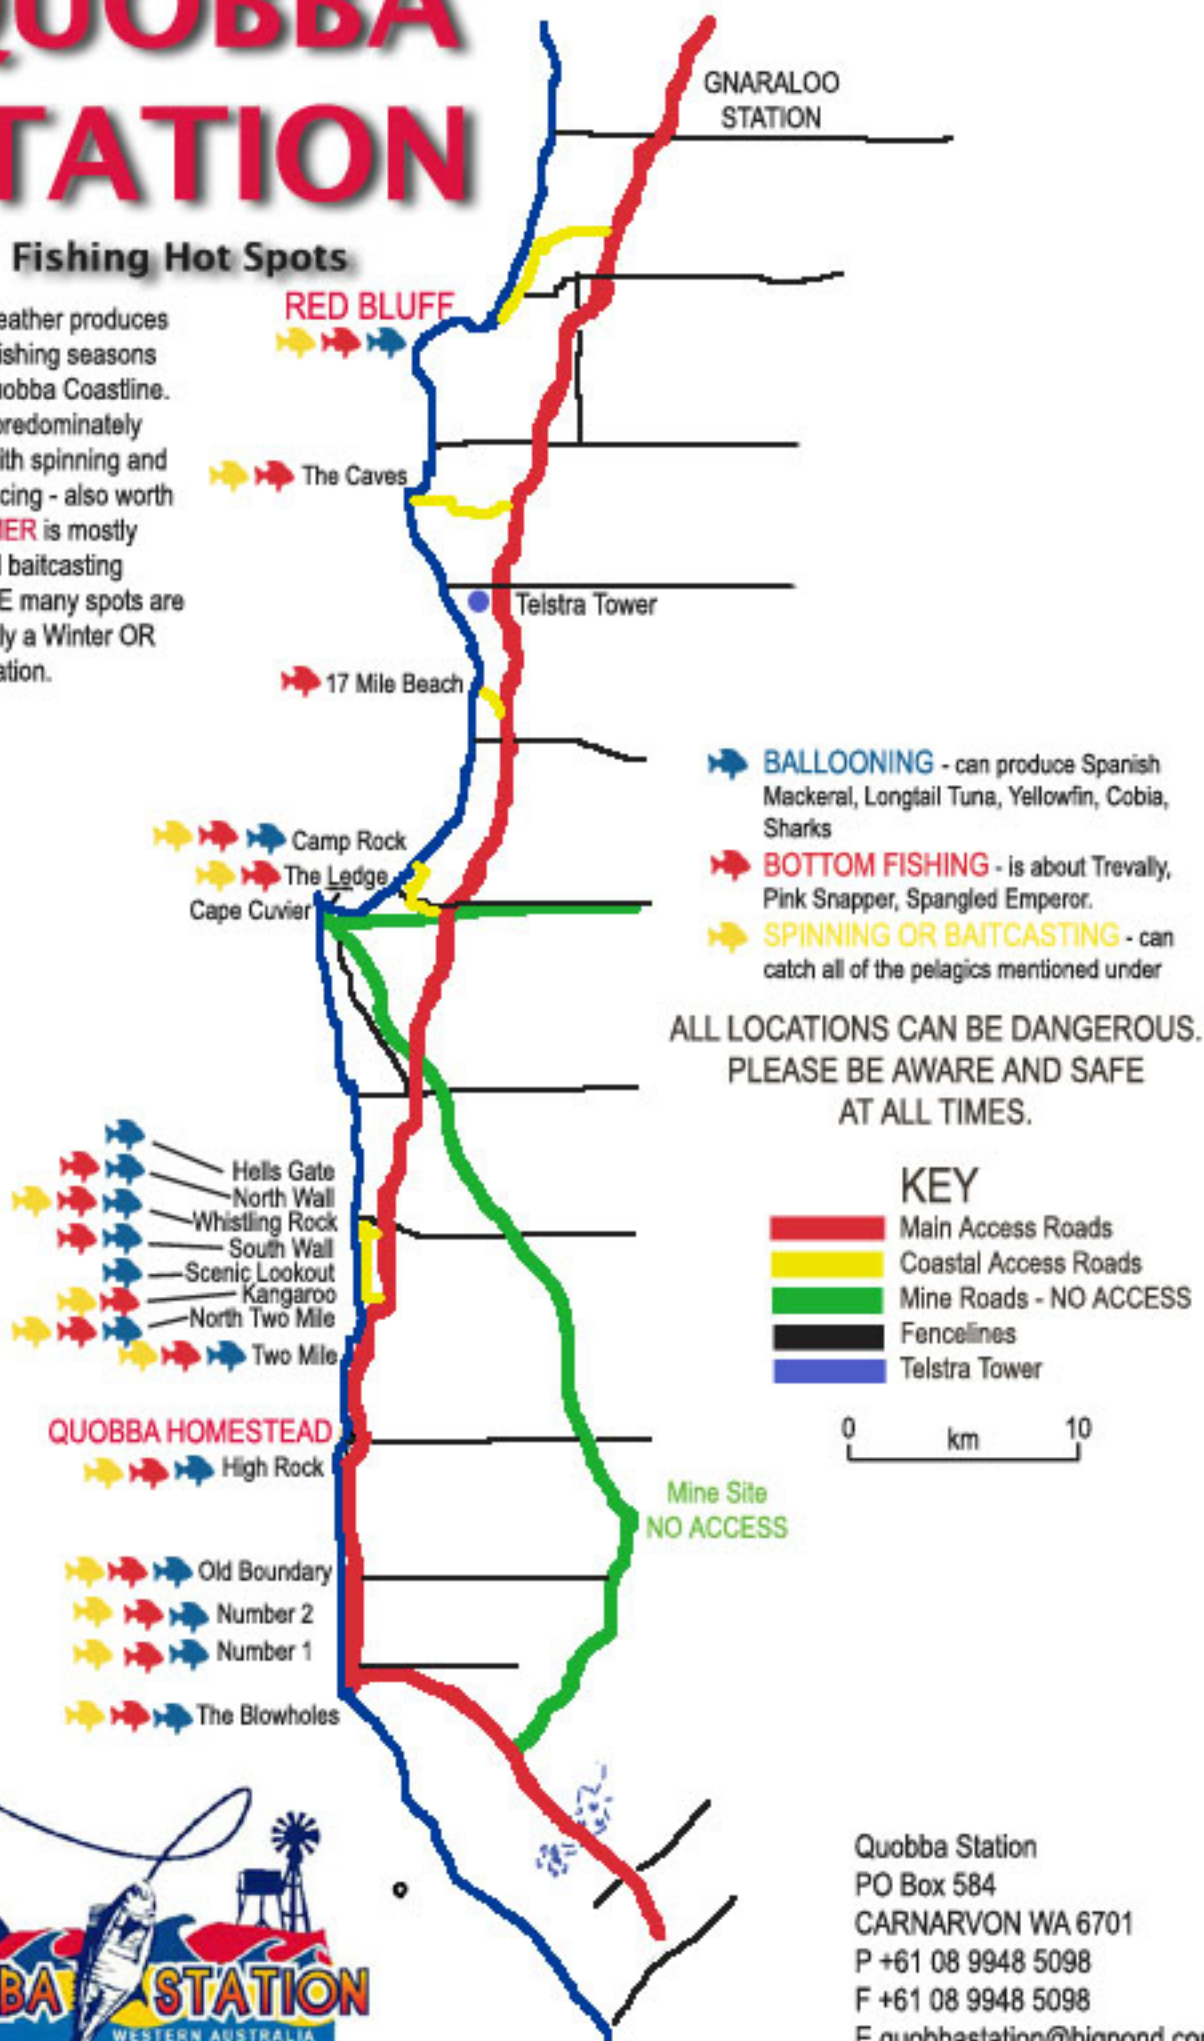 QUOBBA
STATION
Fishing Hot Spots
eather produces
ishing seasons
uobba Coastline.
predominately
ith spinning and
cing - also worth
MER is mostly
l baitcasting
E many spots are
ly a Winter OR
ation.
GNARALOO
STATION
RED BLUFF
The Caves
Telstra Tower
17 Mile Beach
Camp Rock
The Ledge
Cape Cuvier
BALLOONING - can produce Spanish
Mackeral, Longtail Tuna, Yellowfin, Cobia,
Sharks
BOTTOM FISHING - is about Trevally,
Pink Snapper, Spangled Emperor.
SPINNING OR BAITCASTING - can
catch all of the pelagics mentioned under
ALL LOCATIONS CAN BE DANGEROUS.
PLEASE BE AWARE AND SAFE
AT ALL TIMES.
Hells Gate
North Wall
Whistling Rock
South Wall
Scenic Lookout
Kangaroo
North Two Mile
Two Mile
KEY
Main Access Roads
Coastal Access Roads
Mine Roads - NO ACCESS
Fencelines
Telstra Tower
0 km 10
QUOBBA HOMESTEAD
High Rock
Mine Site
NO ACCESS
Old Boundary
Number 2
Number 1
The Blowholes
BA STATION
WESTERN AUSTRALIA
Quobba Station
PO Box 584
CARNARVON WA 6701
P +61 08 9948 5098
F +61 08 9948 5098
E quobbastation@bigpond.co